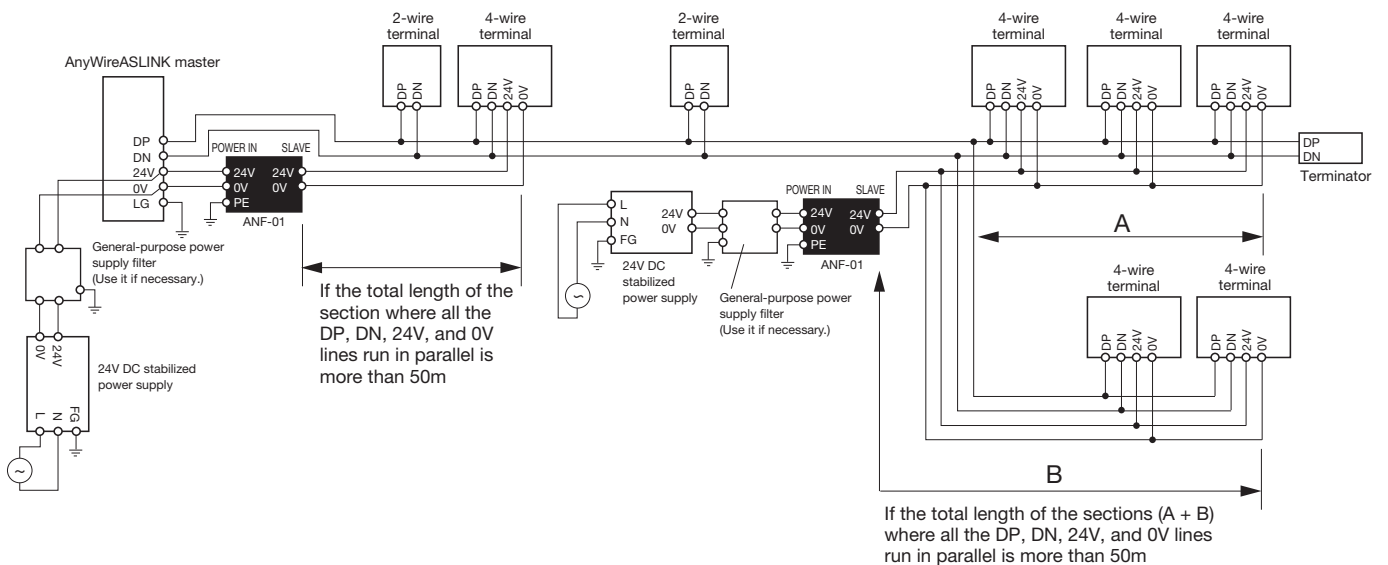 2-wire
terminal
4-wire
terminal
2-wire
terminal
4-wire
terminal
4-wire
terminal
4-wire
terminal
AnyWireASLINK master
DP
DN
DP
DN
24V
0V
DP
DN
DP
DN
24V
0V
DP
DN
24V
0V
DP
DN
24V
0V
DP
DN
24V
0V
LG
POWER IN
SLAVE
24V
0V
PE
24V
0V
ANF-01
DP
DN
Terminator
General-purpose power
supply filter
(Use it if necessary.)
0V
24V
24V DC stabilized
power supply
L
N
FG
~
If the total length of the
section where all the
DP, DN, 24V, and 0V
lines run in parallel is
more than 50m
L
N
FG
24V
0V
~
24V DC
stabilized
power supply
General-purpose power
supply filter
(Use it if necessary.)
POWER IN
SLAVE
24V
0V
PE
24V
0V
ANF-01
A
4-wire
terminal
4-wire
terminal
DP
DN
24V
0V
DP
DN
24V
0V
B
If the total length of the sections (A + B)
where all the DP, DN, 24V, and 0V lines
run in parallel is more than 50m